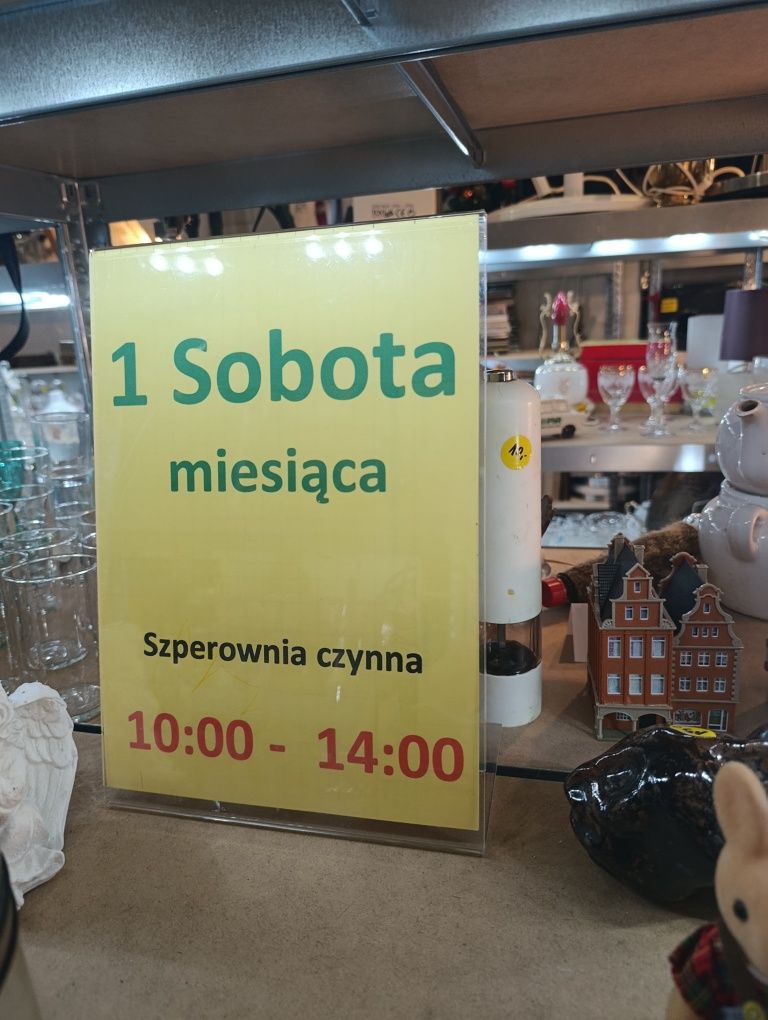 1 Sobota
miesiąca
Szperownia czynna
10:00 - 14:00